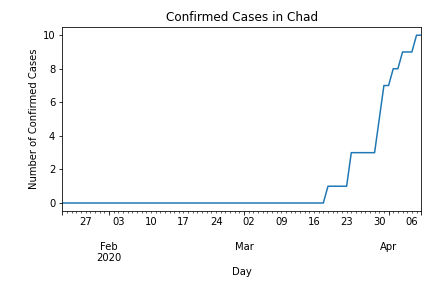 Confirmed Cases in Chad
10
8
6
4
2
0
Number of Confirmed Cases
27 03 10 17 24 02 09 16 23 30 06
Feb Mar Apr
2020
Day